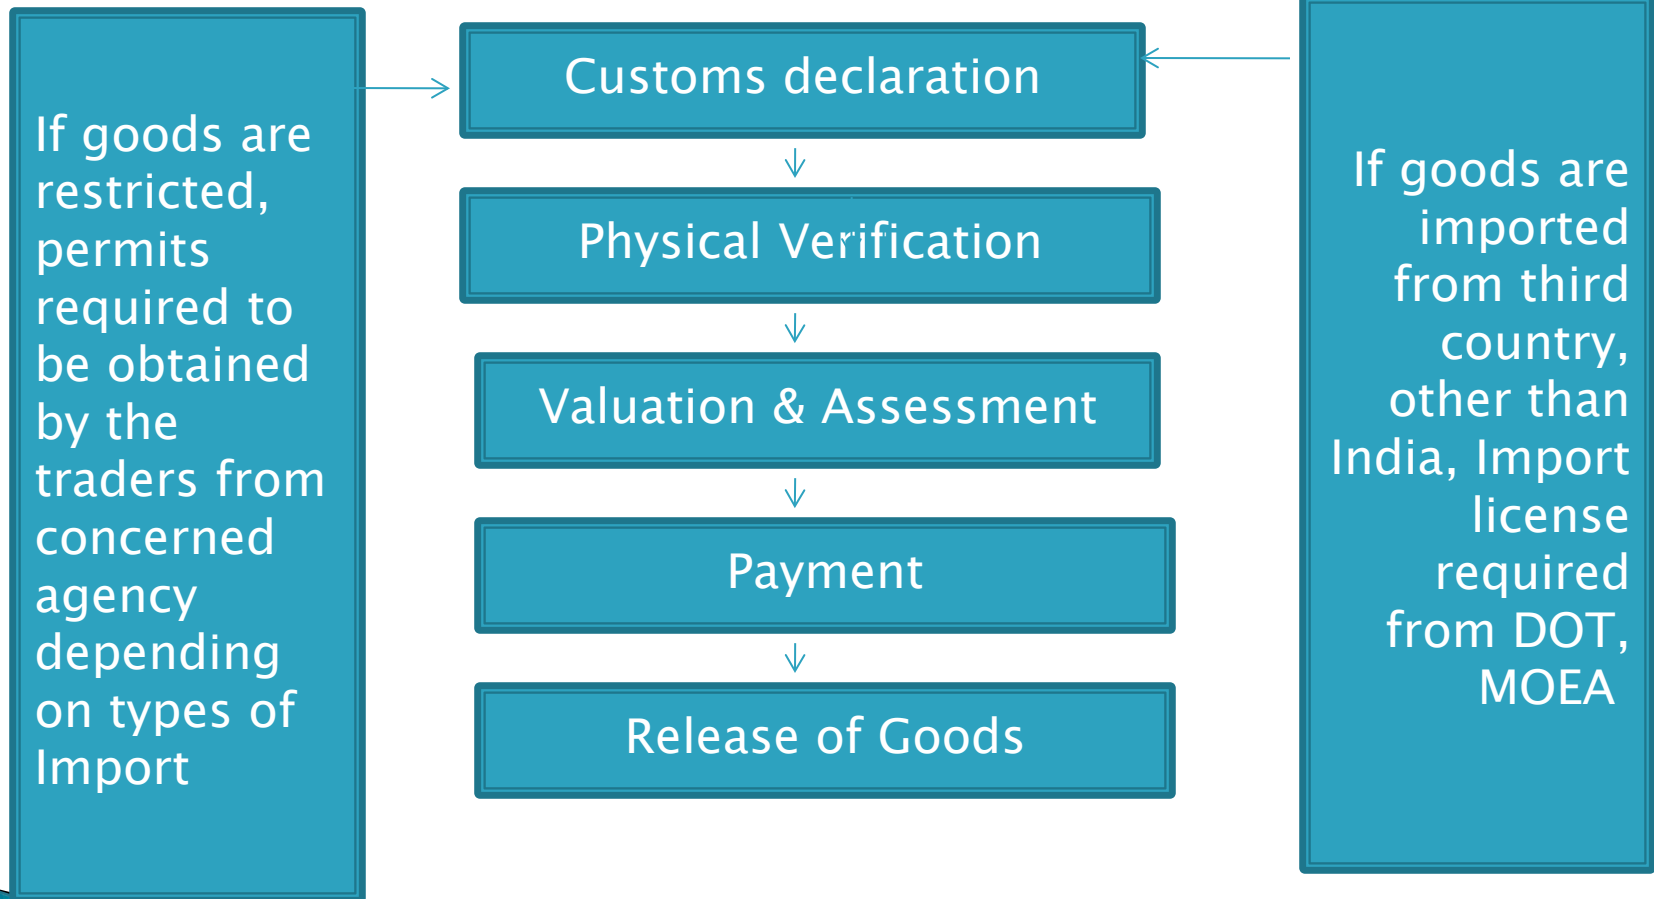 If goods are
restricted,
permits
required to
be obtained
by the
traders from
concerned
agency
depending
on types of
Import
Customs declaration
Physical Verification
Valuation & Assessment
Payment
Release of Goods
If goods are
imported
from third
country,
other than
India, Import
license
required
from DOT,
MOEA